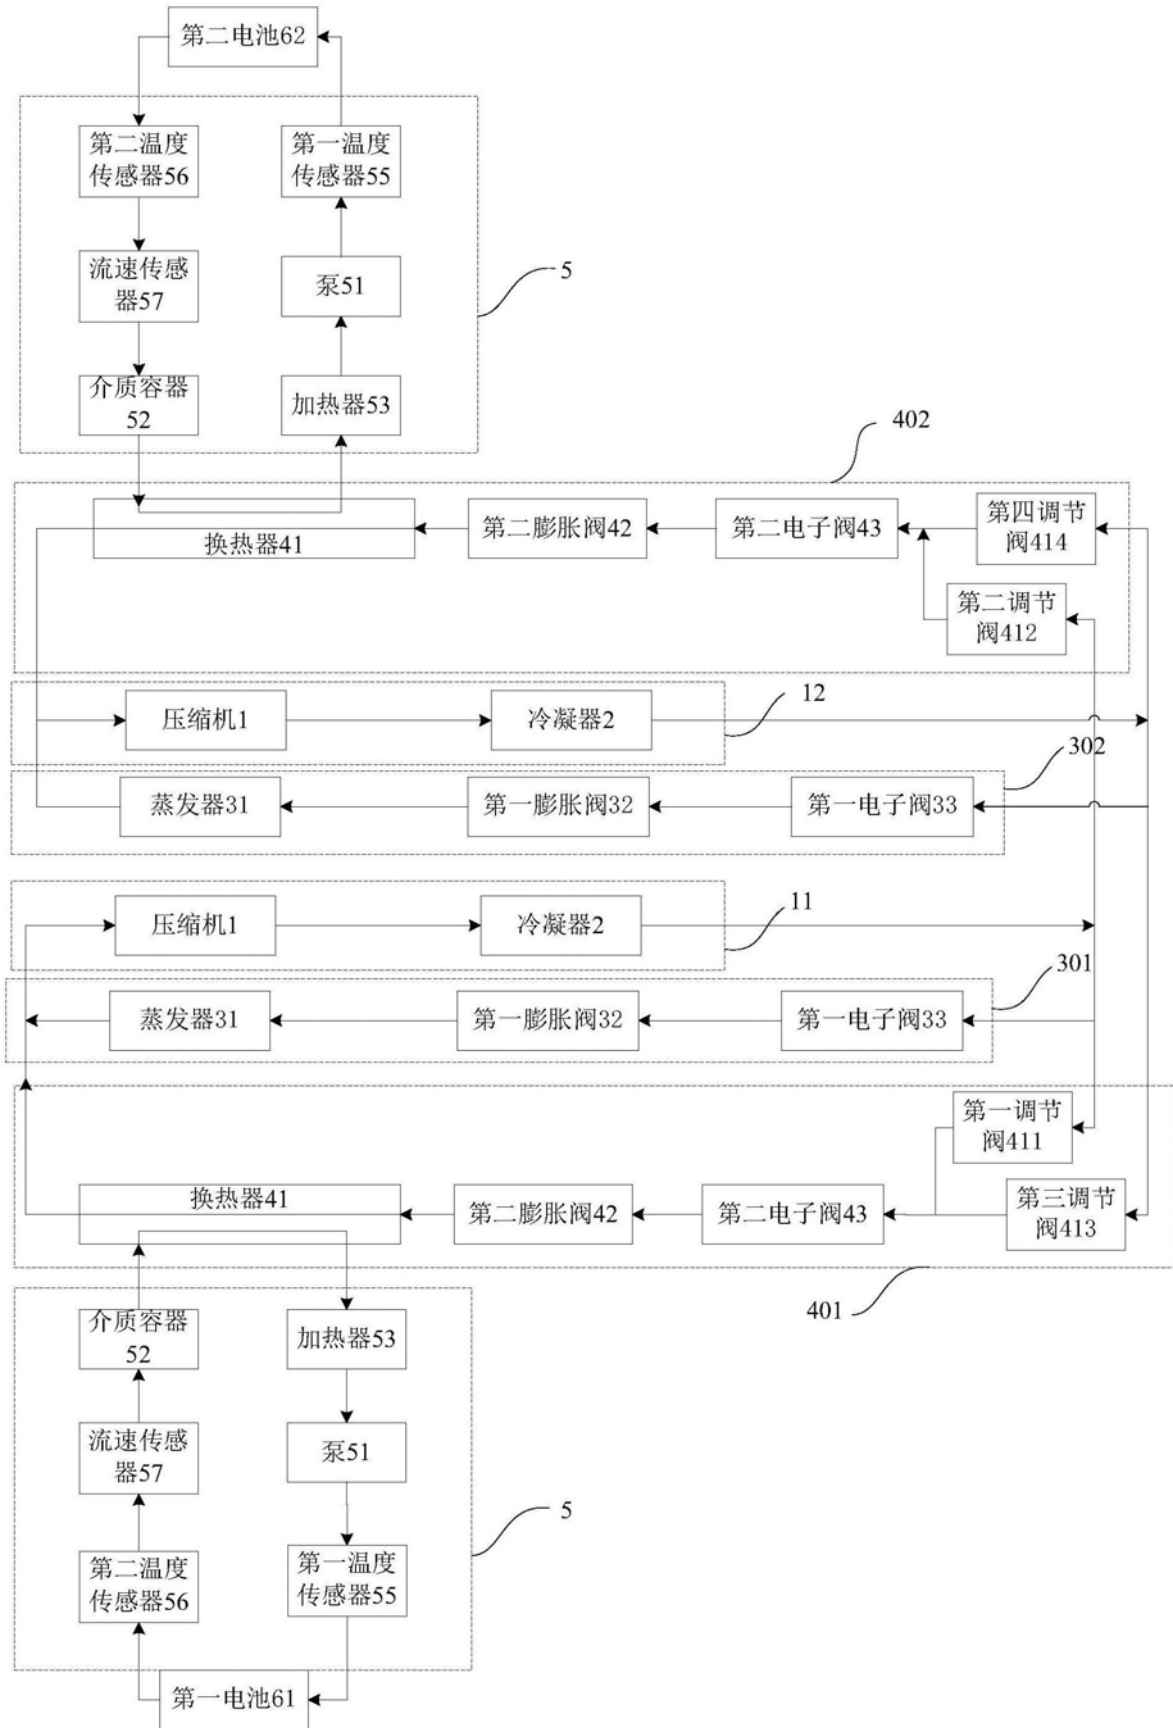 第二电池62
第二温度
传感器56
第一温度
传感器55
流速传感
器57
泵51
5
介质容器
52
加热器53
402
换热器41
第二膨胀阀42
第二电子阀43
第四调节
阀414
第二调节
阀412
压缩机1
冷凝器2
12
302
蒸发器31
第一膨胀阀32
第一电子阀33
压缩机1
冷凝器2
11
301
蒸发器31
第一膨胀阀32
第一电子阀33
第一调节
阀411
换热器41
第二膨胀阀42
第二电子阀43
第三调节
阀413
401
介质容器
52
加热器53
流速传感
器57
泵51
5
第二温度
传感器56
第一温度
传感器55
第一电池61